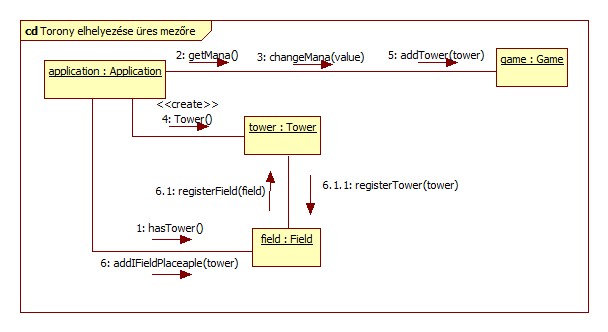 cd Torony elhelyezése üres mezőre
2: getMana()
3: changeMana(value)
5: addTower(tower)
application : Application
game : Game
<<create>>
4: Tower()
tower : Tower
6.1: registerField(field)
6.1.1: registerTower(tower)
1: hasTower()
field : Field
6: addIFieldPlaceaple(tower)